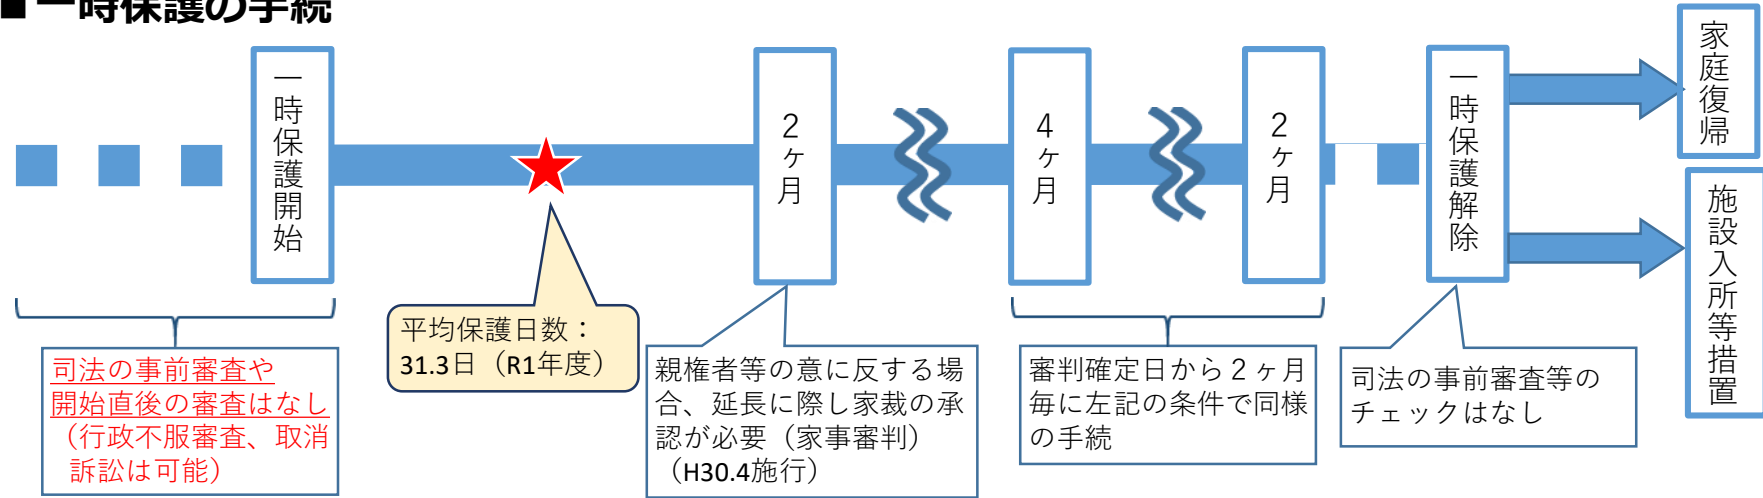 ■一時保護の手続
一時保護開始
2ヶ月
4ヶ月
2ヶ月
一時保護解除
家庭復帰
施設入所等措置
司法の事前審査や
開始直後の審査はなし
（行政不服審査、取消
訴訟は可能）
平均保護日数：
31.3日（R1年度）
親権者等の意に反する場
合、延長に際し家裁の承
認が必要（家事審判）
（H30.4施行）
審判確定日から２ヶ月
毎に左記の条件で同様
の手続
司法の事前審査等の
チェックはなし